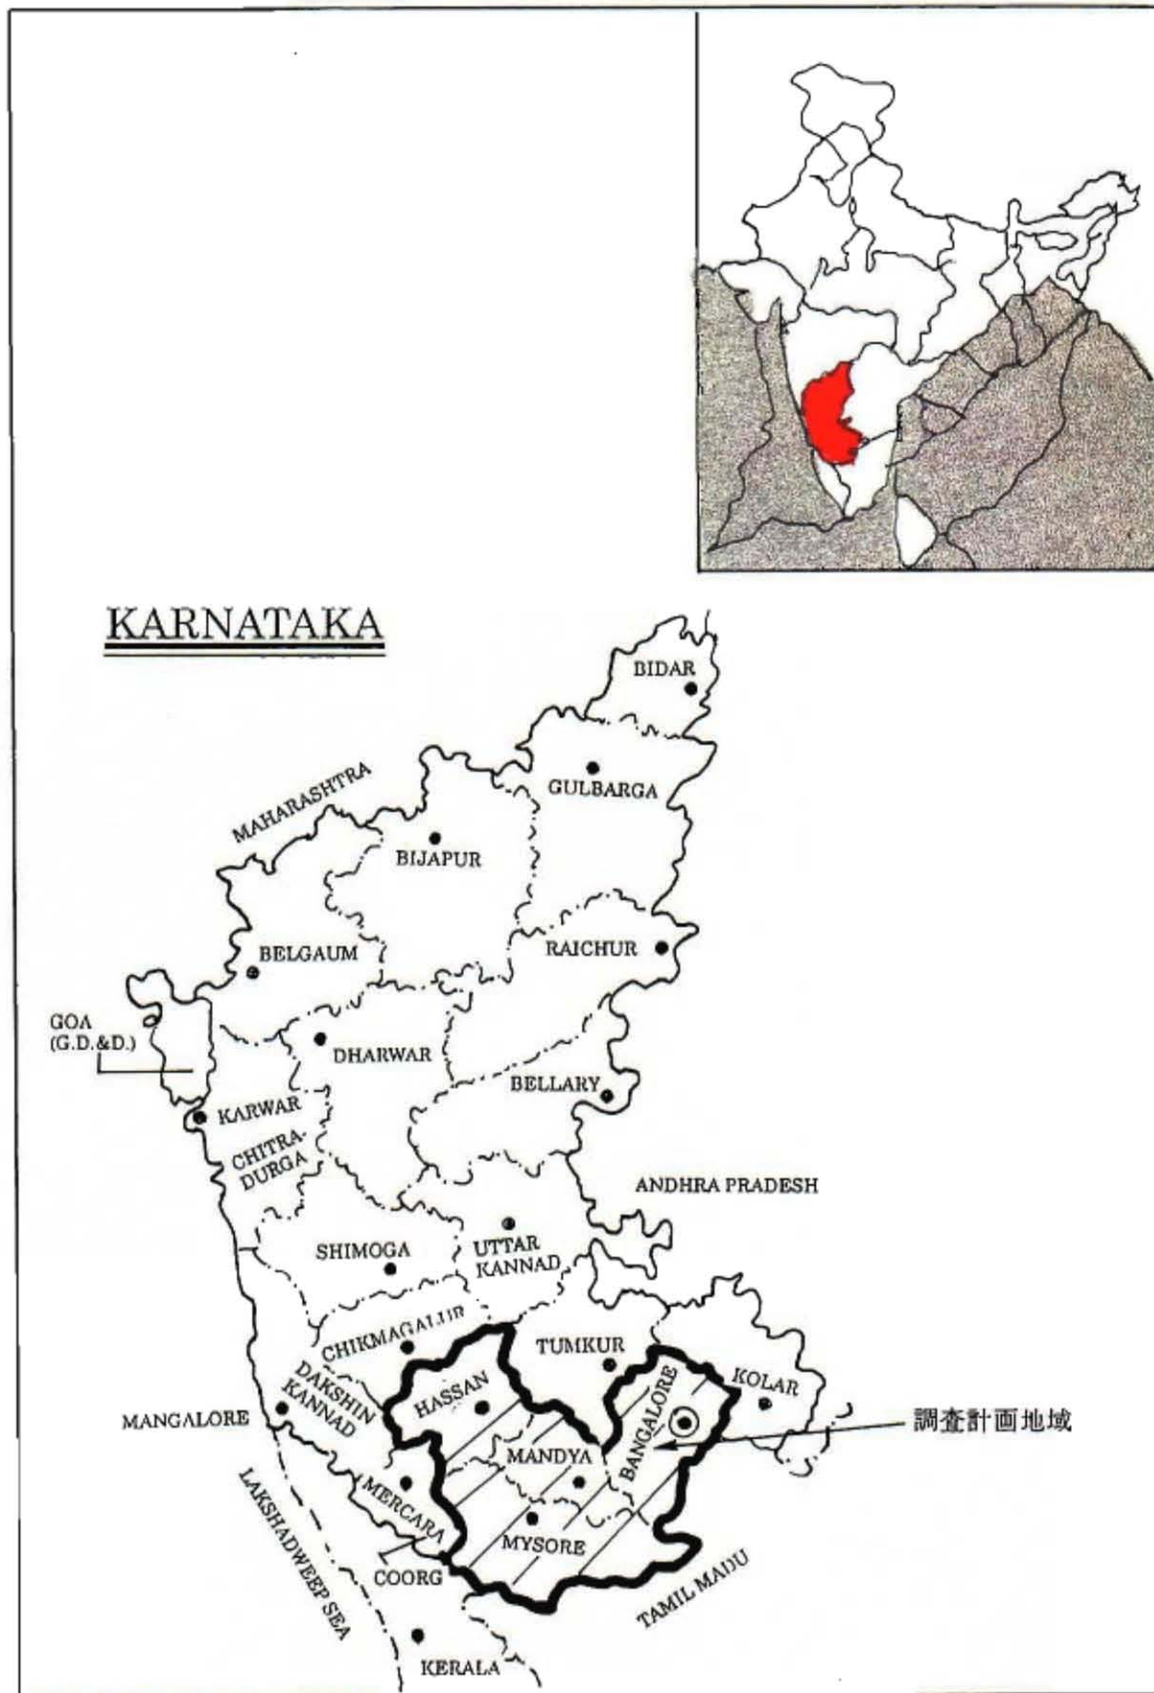 KARNATAKA
BIDAR
GULBARGA
MAHARASHTRA
BIJAPUR
BELGAUM
RAICHUR
GOA
(G.D.&D.)
DHARWAR
BELLARY
KARWAR
CHITRA-
DURGA
ANDHRA PRADESH
SHIMOGA
UTTAR
KANNAD
CHIKMAGALUR
TUMKUR
KOLAR
DAKSHIN
KANNAD
HASSAN
BANGALORE
MANGALORE
調査計画地域
MANDYA
MERCARA
MYSORE
COORG
LAKSHADWEEP SEA
TAMIL MADU
KERALA